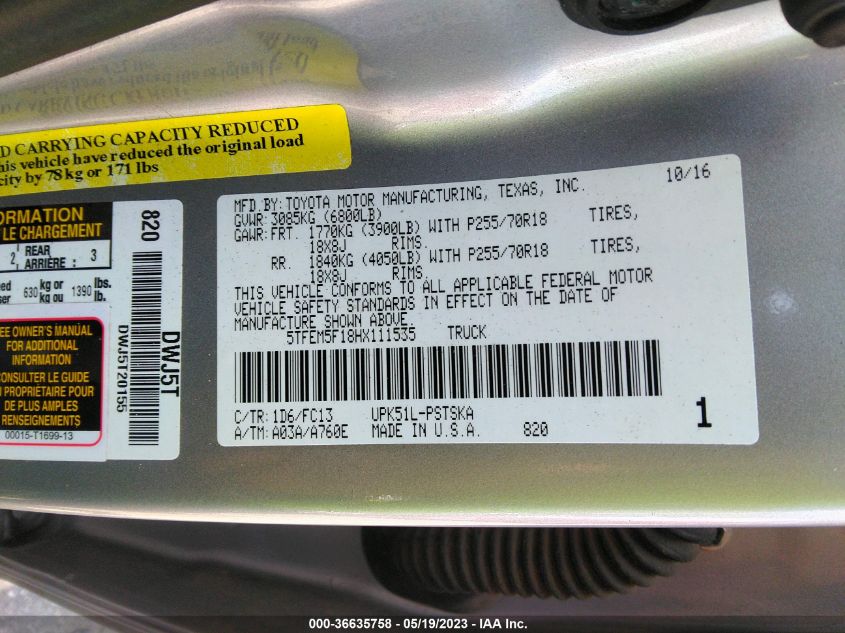 D CARRYING CAPACITY REDUCED
his vehicle have reduced the original load
city by 78 kg or 171 lbs
ORMATION
LE CHARGEMENT
2 REAR ARRIÈRE : 3
630 kg or kg ou 1390 lbs. lb.
EE OWNER'S MANUAL
FOR ADDITIONAL
INFORMATION
CONSULTER LE GUIDE
U PROPRIÉTAIRE POUR
DE PLUS AMPLES
RENSEIGNEMENTS
00015-T1699-13
820
DWJ5T
DWJ5T20155
MFD BY: TOYOTA MOTOR MANUFACTURING, TEXAS, INC. 10/16
GVWR: 3085KG (6800LB)
GAWR: FRT. 1770KG (3900LB) WITH P255/70R18 TIRES,
18X8J RIMS.
RR. 1840KG (4050LB) WITH P255/70R18 TIRES,
18X8J RIMS.
THIS VEHICLE CONFORMS TO ALL APPLICABLE FEDERAL MOTOR
VEHICLE SAFETY STANDARDS IN EFFECT ON THE DATE OF
MANUFACTURE SHOWN ABOVE.
5TFEM5F18HX111535 TRUCK
C/TR: 1D6/FC13 UPK51L-PSTSKA
A/TM: A03A/A760E MADE IN U.S.A. 820
1
000-36635758 - 05/19/2023 - IAA Inc.